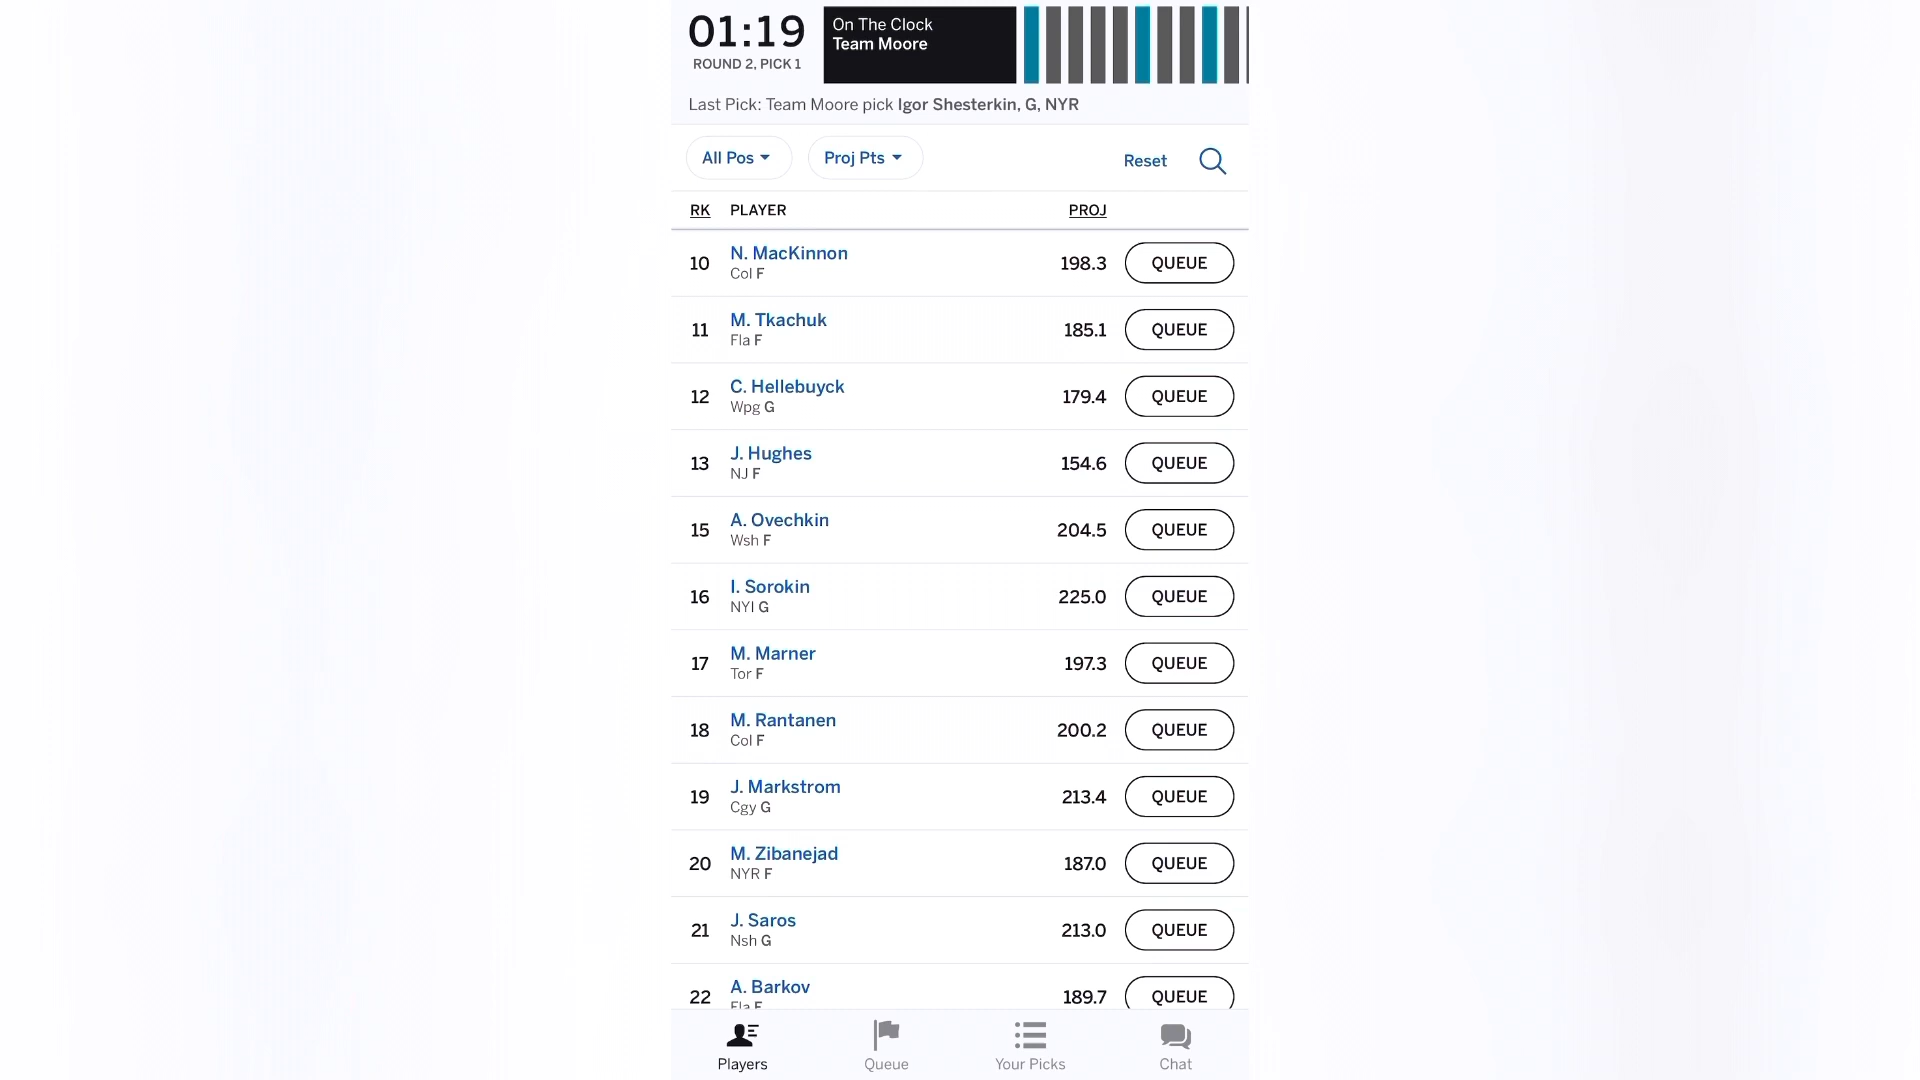 01:19
ROUND 2, PICK 1
On The Clock
Team Moore
Last Pick: Team Moore pick Igor Shesterkin, G, NYR
All Pos
Proj Pts
Reset
RK PLAYER PROJ
10 N. MacKinnon 198.3 QUEUE
Col F
11 M. Tkachuk 185.1 QUEUE
Fla F
12 C. Hellebuyck 179.4 QUEUE
Wpg G
13 J. Hughes 154.6 QUEUE
NJ F
15 A. Ovechkin 204.5 QUEUE
Wsh F
16 I. Sorokin 225.0 QUEUE
NYI G
17 M. Marner 197.3 QUEUE
Tor F
18 M. Rantanen 200.2 QUEUE
Col F
19 J. Markstrom 213.4 QUEUE
Cgy G
20 M. Zibanejad 187.0 QUEUE
NYR F
21 J. Saros 213.0 QUEUE
Nsh G
22 A. Barkov 189.7 QUEUE
Fla F
Players
Queue
Your Picks
Chat